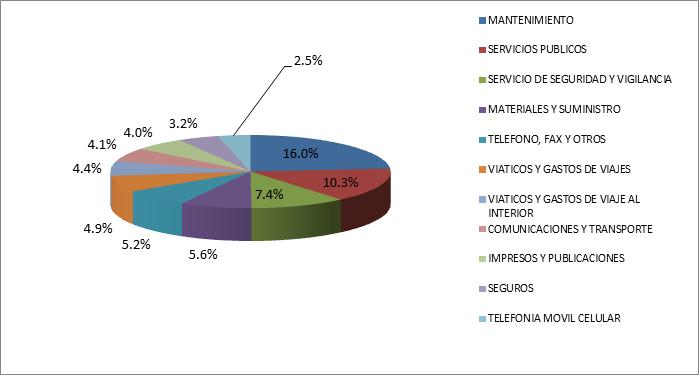 2.5%
3.2%
4.0%
4.1%
4.4%
4.9%
5.2%
5.6%
7.4%
10.3%
16.0%
MANTENIMIENTO
SERVICIOS PUBLICOS
SERVICIO DE SEGURIDAD Y VIGILANCIA
MATERIALES Y SUMINISTRO
TELEFONO, FAX Y OTROS
VIATICOS Y GASTOS DE VIAJES
VIATICOS Y GASTOS DE VIAJE AL
INTERIOR
COMUNICACIONES Y TRANSPORTE
IMPRESOS Y PUBLICACIONES
SEGUROS
TELEFONIA MOVIL CELULAR